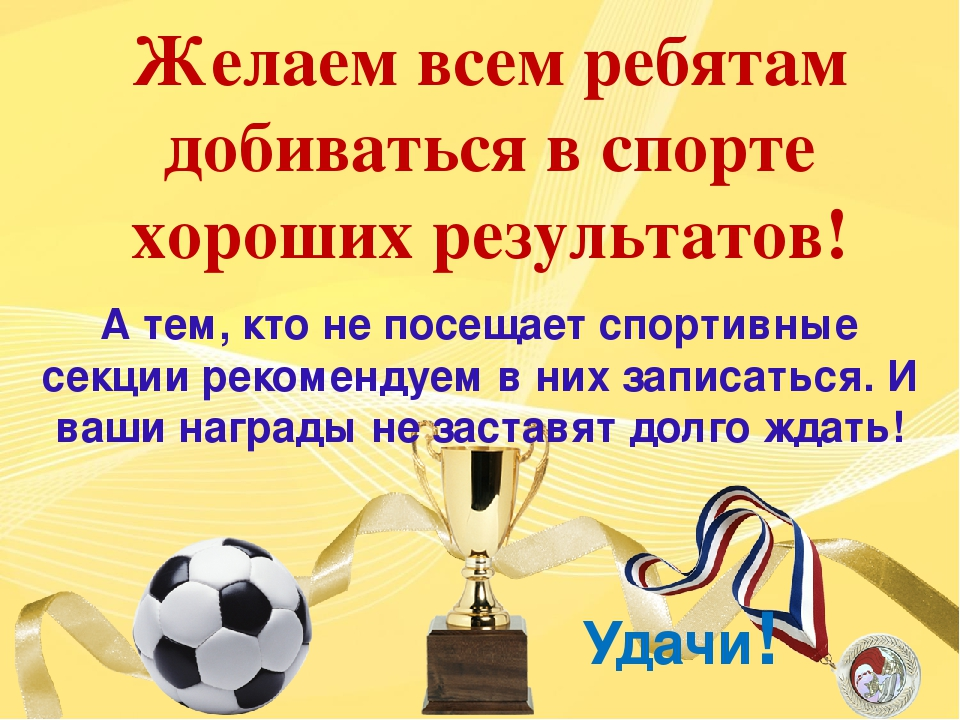 Желаем всем ребятам
добиваться в спорте
хороших результатов!
А тем, кто не посещает спортивные
секции рекомендуем в них записаться. И
ваши награды не заставят долго ждать!
Удачи!